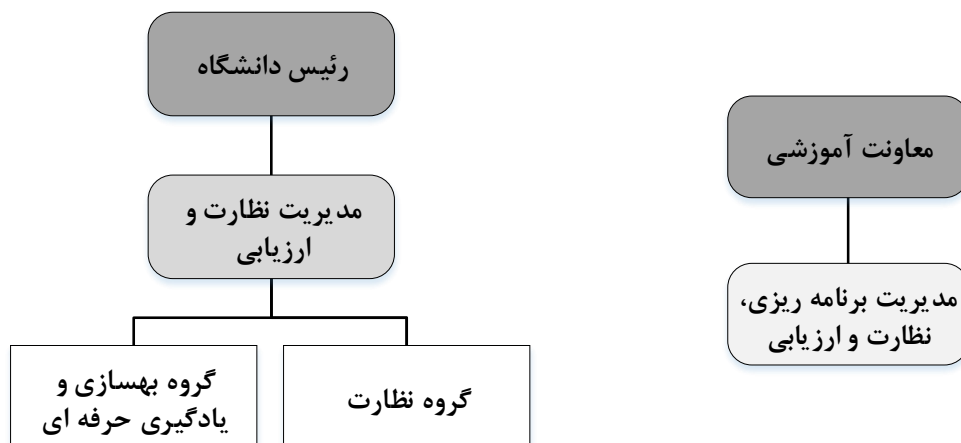 رئیس دانشگاه
معاونت آموزشی
مدیریت نظارت و
ارزیابی
مدیریت برنامه ریزی،
نظارت و ارزیابی
گروه نظارت
گروه بهسازی و
یادگیری حرفه ای